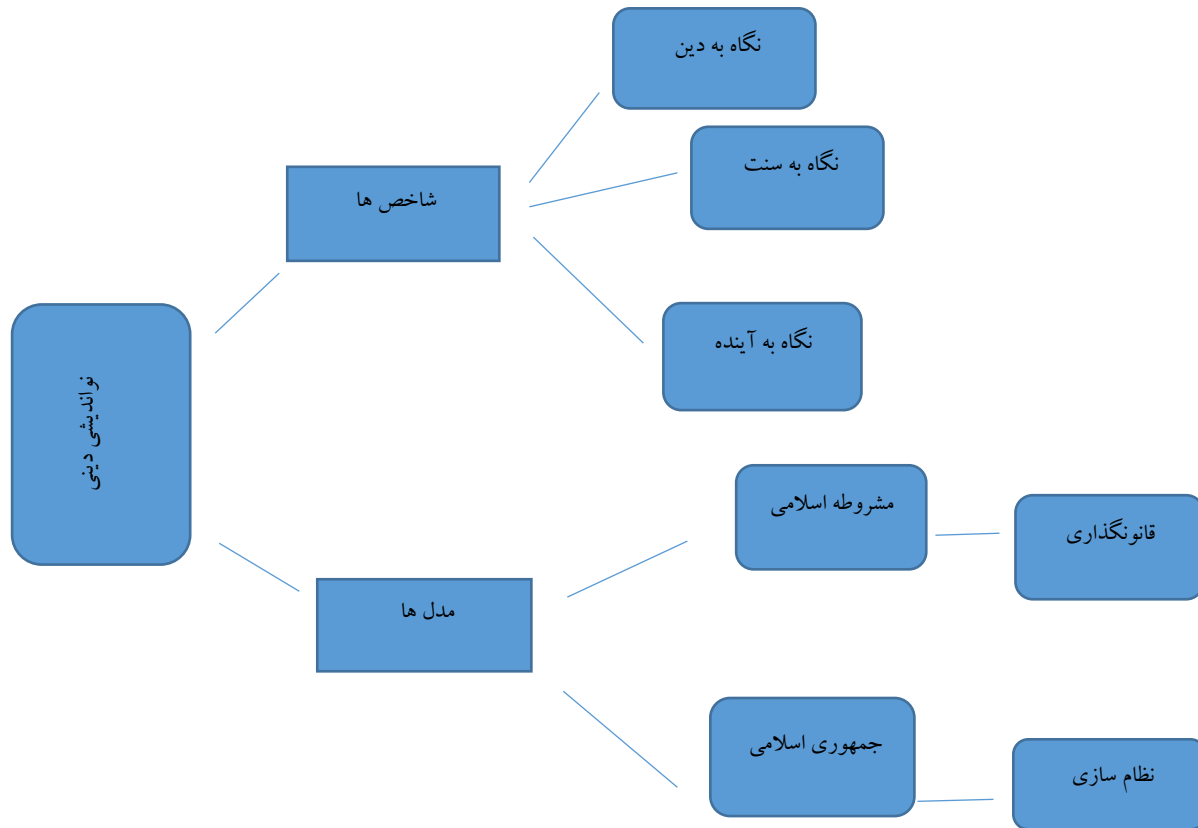 نواندیشی دینی
شاخص ها
نگاه به دین
نگاه به سنت
نگاه به آینده
مدل ها
مشروطه اسلامی
قانونگذاری
جمهوری اسلامی
نظام سازی